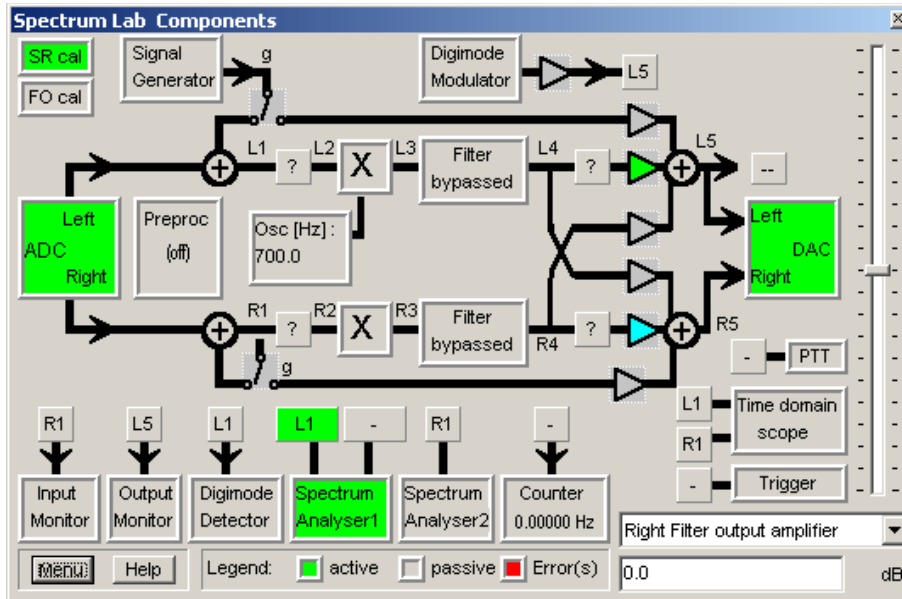 Spectrum Lab Components
SR cal
FO cal
Signal
Generator
g
Digimode
Modulator
L5
L1
?
L2
X
L3
Filter
bypassed
L4
?
L5
--
Left
ADC
Right
Preproc
(off)
Osc [Hz] :
700.0
Left
DAC
Right
R1
?
R2
X
R3
Filter
bypassed
R4
?
R5
g
-
PTT
L1
R1
Time domain
scope
-
Trigger
R1
L5
L1
L1
-
R1
-
Input
Monitor
Output
Monitor
Digimode
Detector
Spectrum
Analyser1
Spectrum
Analyser2
Counter
0.00000 Hz
Right Filter output amplifier
Menu
Help
Legend:
active
passive
Error(s)
0.0
dB